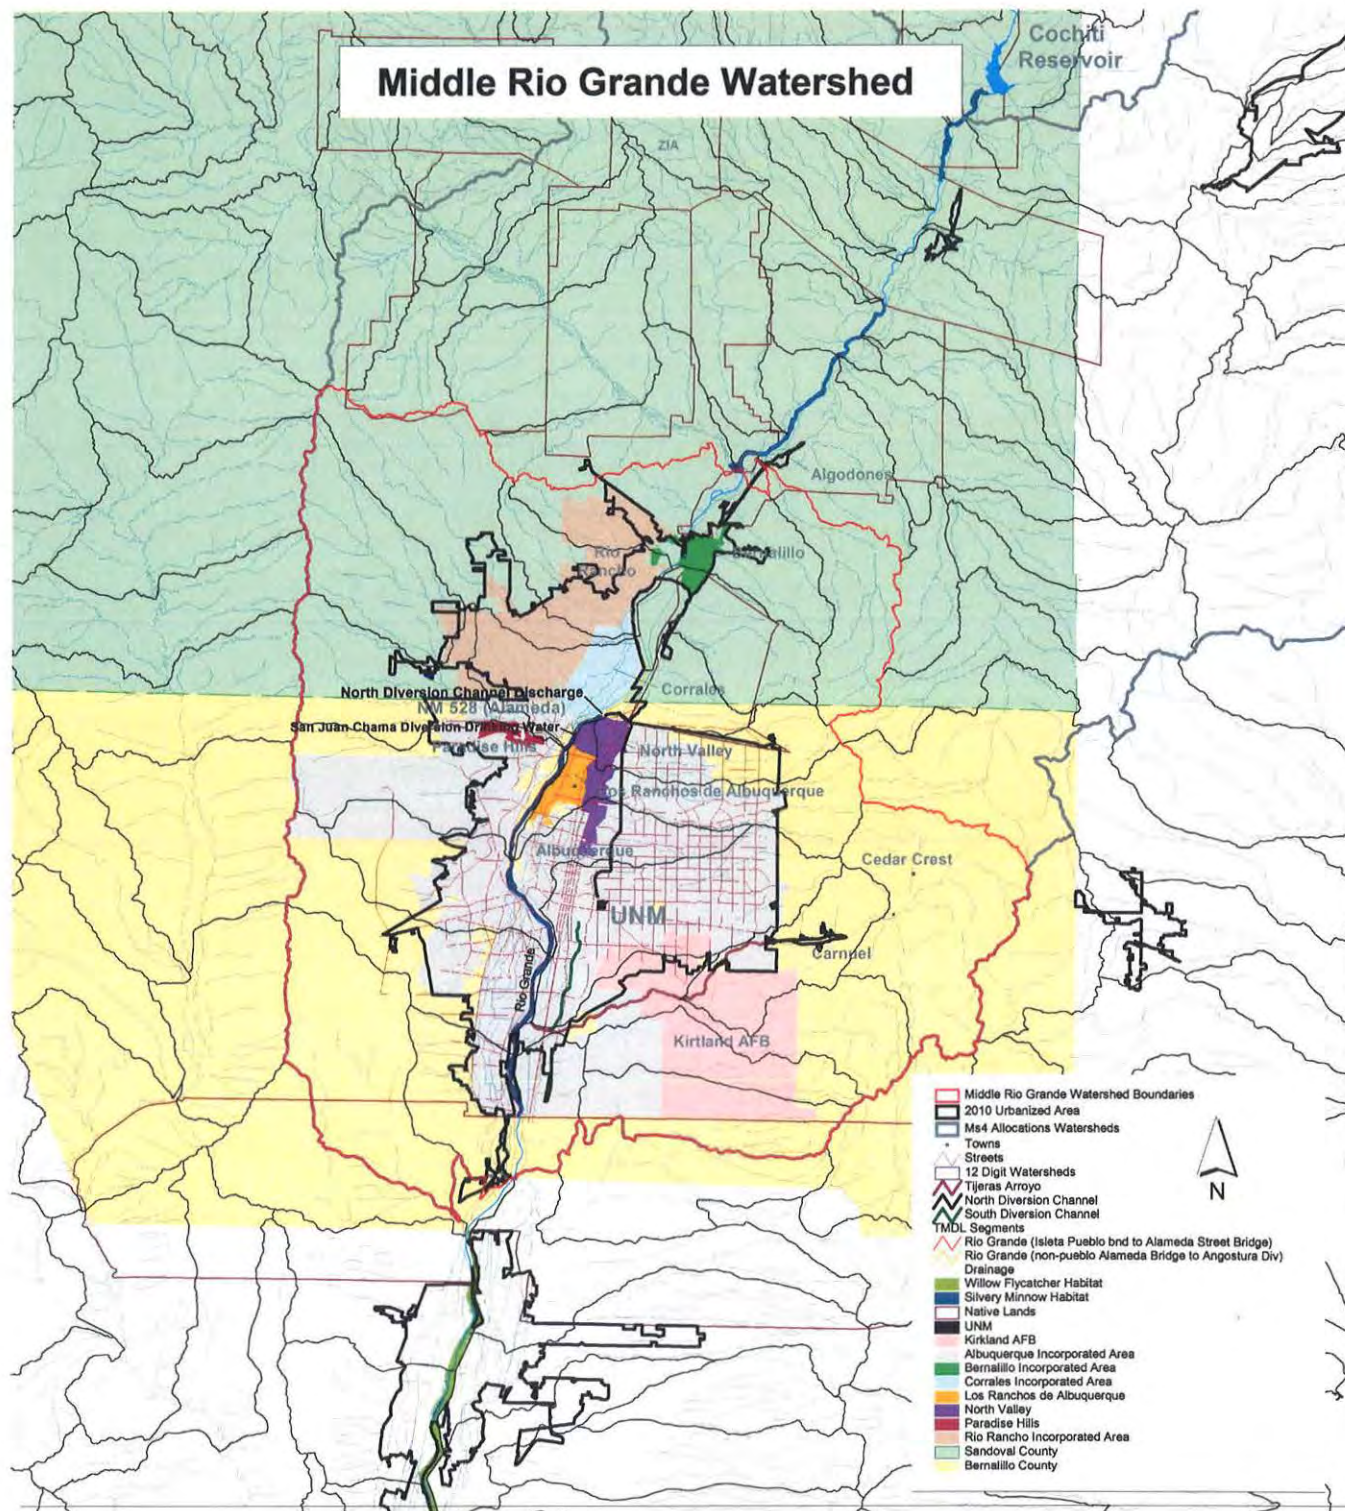 Cochiti
Reservoir
Middle Rio Grande Watershed
ZIA
Algodones
Rio
Rancho
Bernalillo
Corrales
North Diversion Channel Discharge
NM 528 (Alameda)
San Juan Chama Diversion Drinking Water
Paradise Hills
North Valley
Los Ranchos de Albuquerque
Albuquerque
Cedar Crest
UNM
Carnuel
Rio Grande
Kirtland AFB
Middle Rio Grande Watershed Boundaries
2010 Urbanized Area
Ms4 Allocations Watersheds
Towns
Streets
12 Digit Watersheds
Tijeras Arroyo
North Diversion Channel
South Diversion Channel
TMDL Segments
Rio Grande (Isleta Pueblo bnd to Alameda Street Bridge)
Rio Grande (non-pueblo Alameda Bridge to Angostura Div)
Drainage
Willow Flycatcher Habitat
Silvery Minnow Habitat
Native Lands
UNM
Kirkland AFB
Albuquerque Incorporated Area
Bernalillo Incorporated Area
Corrales Incorporated Area
Los Ranchos de Albuquerque
North Valley
Paradise Hills
Rio Rancho Incorporated Area
Sandoval County
Bernalillo County
N